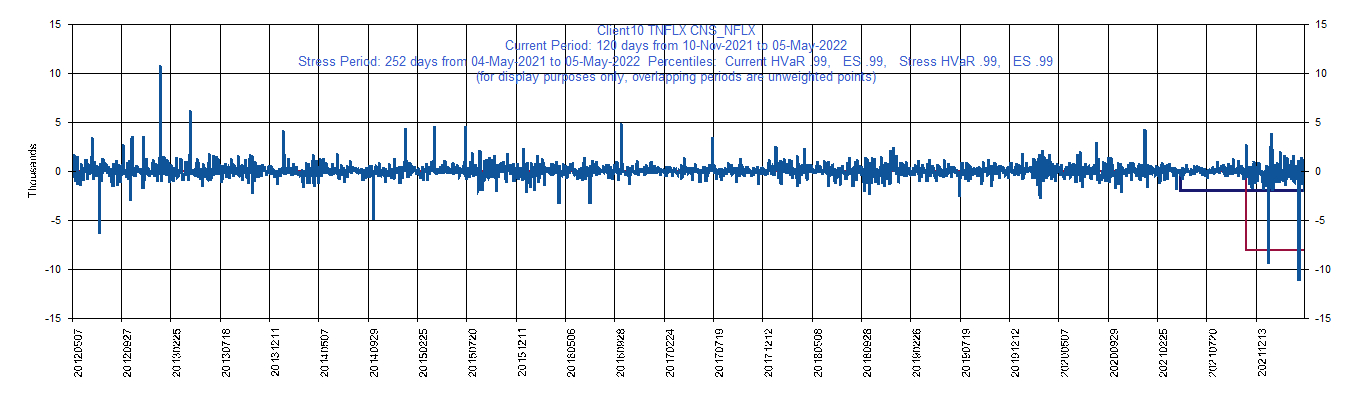 Client10 TNFLX CNS_NFLX
Current Period: 120 days from 10-Nov-2021 to 05-May-2022
Stress Period: 252 days from 04-May-2021 to 05-May-2022  Percentiles:  Current HVaR .99,   ES .99,   Stress HVaR .99,   ES .99
(for display purposes only, overlapping periods are unweighted points)
15 15
10 10
5 5
0 0
-5 -5
-10 -10
-15 -15
Thousands
20120507 20120927 20130225 20130718 20131211 20140507 20140929 20150225 20150720 20151211 20160506 20160928 20170224 20170719 20171212 20180508 20180928 20190226 20190719 20191212 20200507 20200929 20210225 20210720 20211213